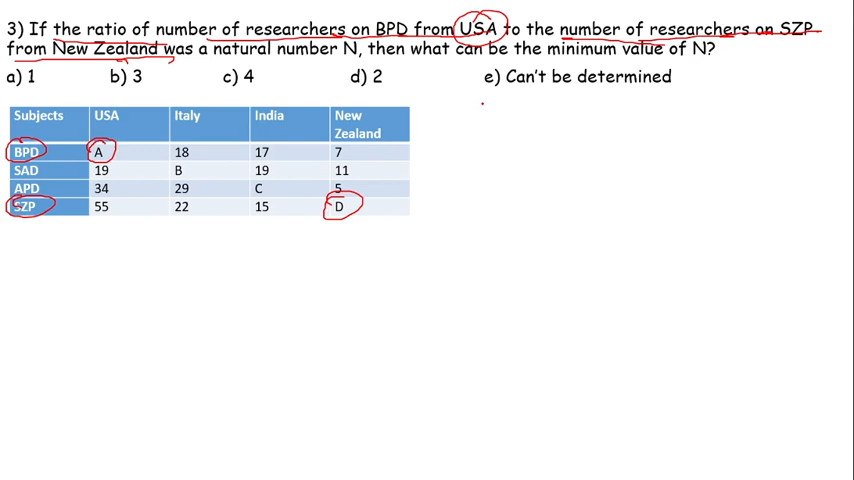 3) If the ratio of number of researchers on BPD from USA to the number of researchers on SZP
from New Zealand was a natural number N, then what can be the minimum value of N?
a) 1 b) 3 c) 4 d) 2 e) Can't be determined
Subjects USA Italy India New Zealand
BPD A 18 17 7
SAD 19 B 19 11
APD 34 29 C 5
SZP 55 22 15 D